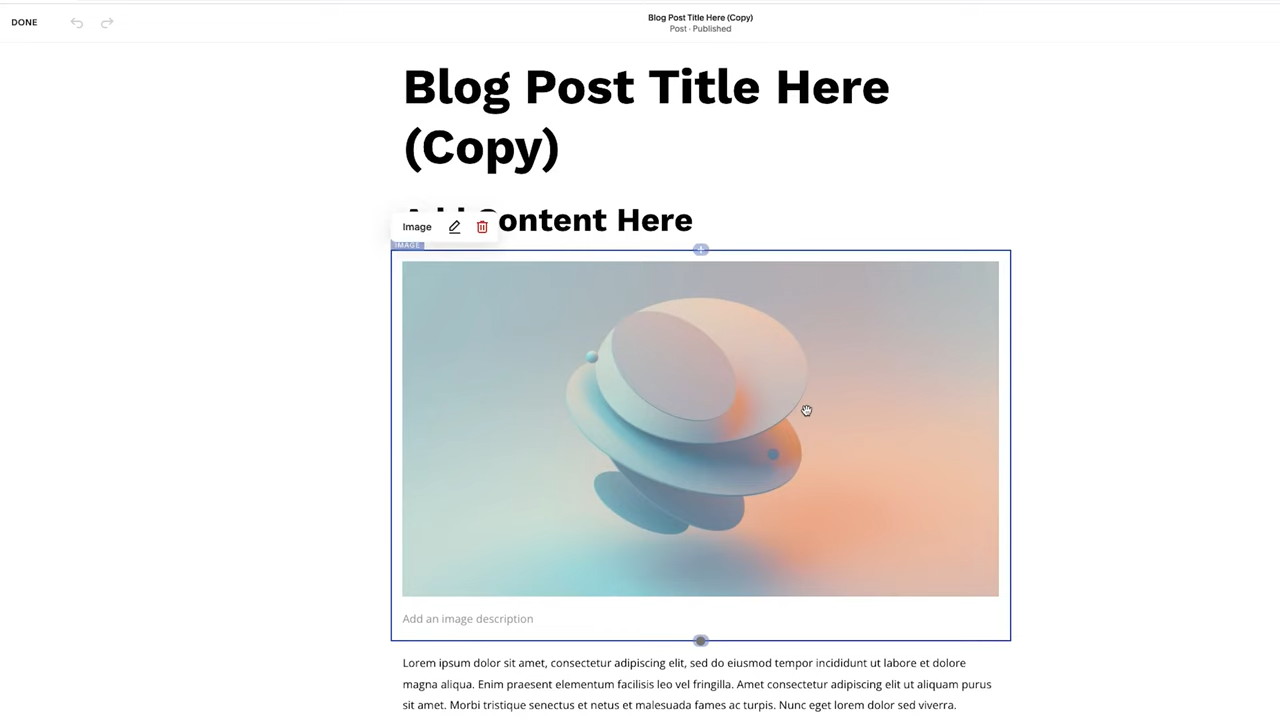 DONE
Blog Post Title Here (Copy)
Post · Published
Blog Post Title Here
(Copy)
Content Here
Image
IMAGE
Add an image description
Lorem ipsum dolor sit amet, consectetur adipiscing elit, sed do eiusmod tempor incididunt ut labore et dolore
magna aliqua. Enim praesent elementum facilisis leo vel fringilla. Amet consectetur adipiscing elit ut aliquam purus
sit amet. Morbi tristique senectus et netus et malesuada fames ac turpis. Nunc eget lorem dolor sed viverra.